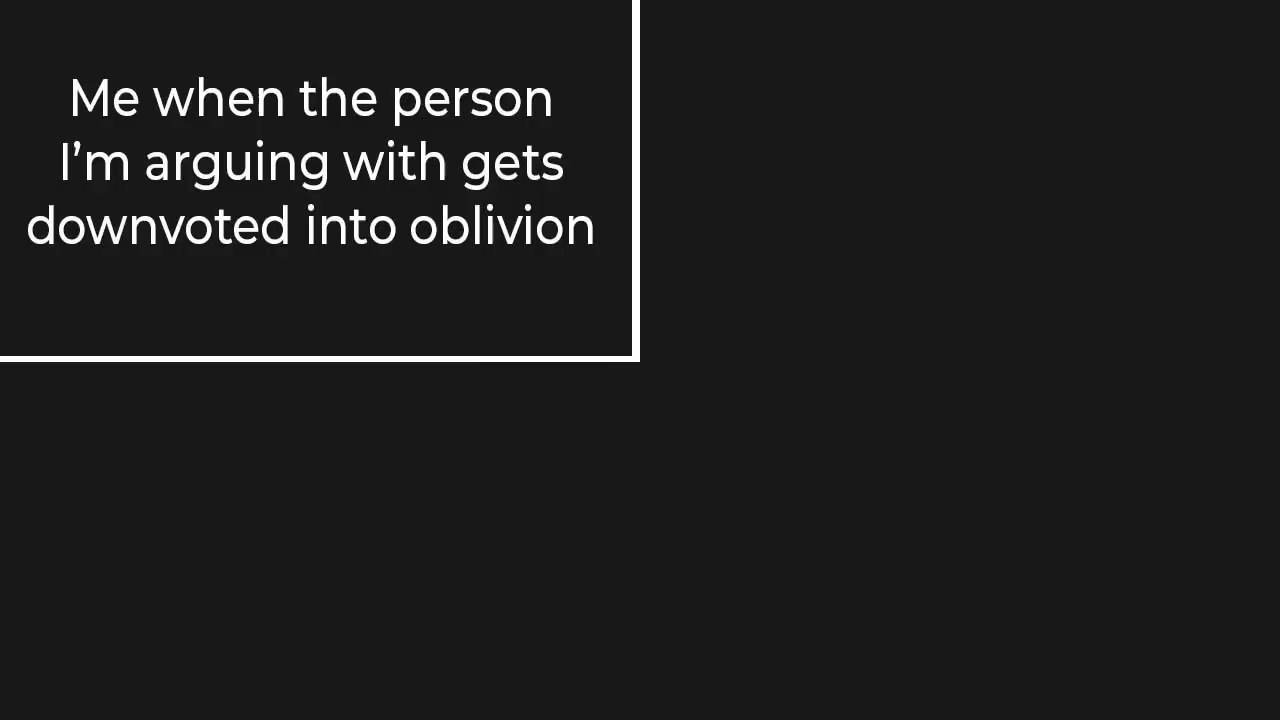 Me when the person
I’m arguing with gets
downvoted into oblivion